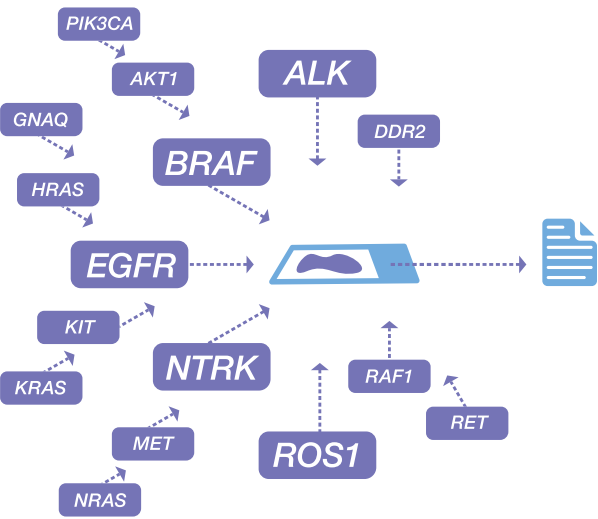 PIK3CA
AKT1
ALK
GNAQ
DDR2
BRAF
HRAS
EGFR
KIT
NTRK
RAF1
KRAS
RET
MET
ROS1
NRAS